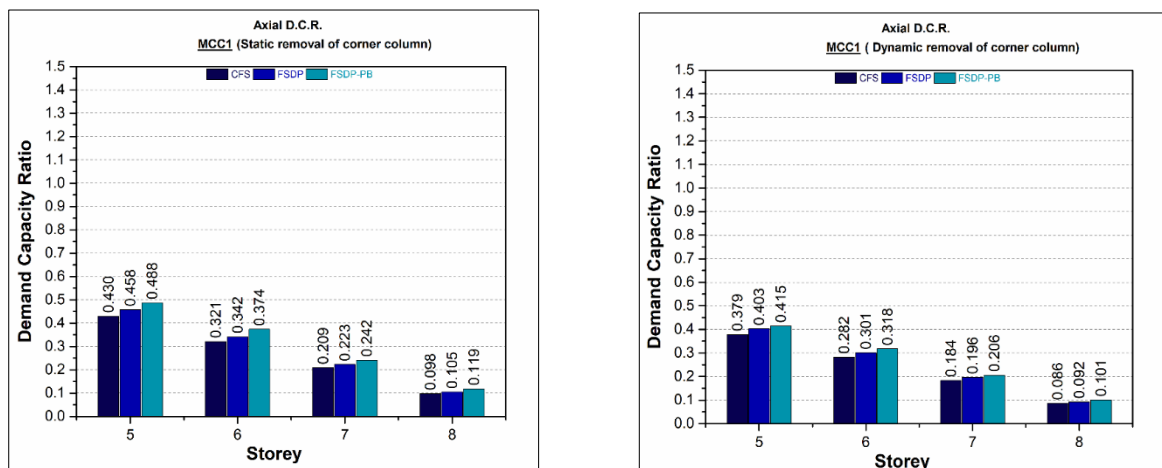 Axial D.C.R.
MCC1 (Static removal of corner column)
CFS FSDP FSDP-PB
1.5
1.4
1.3
1.2
1.1
1.0
0.9
0.8
0.7
0.6
0.5
0.4
0.3
0.2
0.1
0.0
Demand Capacity Ratio
0.430 0.458 0.488
0.321 0.342 0.374
0.209 0.223 0.242
0.098 0.105 0.119
5 6 7 8
Storey
Axial D.C.R.
MCC1 ( Dynamic removal of corner column)
CFS FSDP FSDP-PB
1.5
1.4
1.3
1.2
1.1
1.0
0.9
0.8
0.7
0.6
0.5
0.4
0.3
0.2
0.1
0.0
Demand Capacity Ratio
0.379 0.403 0.415
0.282 0.301 0.318
0.184 0.196 0.206
0.086 0.092 0.101
5 6 7 8
Storey